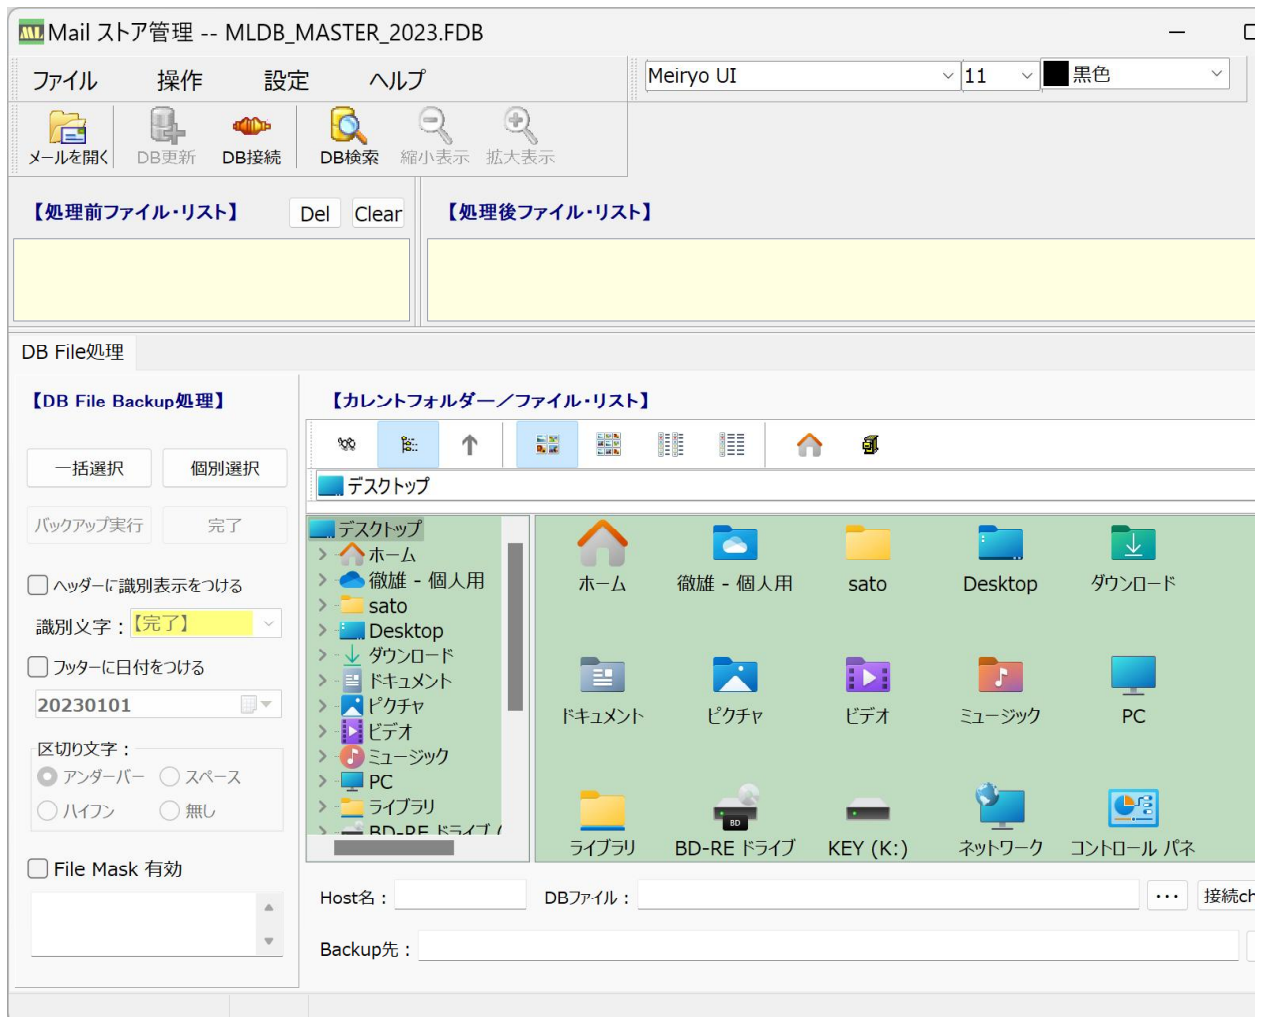 Mail ストア管理 -- MLDB_MASTER_2023.FDB
ファイル 操作 設定 ヘルプ
Meiryo UI 11 黒色
メールを開く DB更新 DB接続 DB検索 縮小表示 拡大表示
【処理前ファイル・リスト】 Del Clear 【処理後ファイル・リスト】
DB File処理
【DB File Backup処理】
一括選択 個別選択
バックアップ実行 完了
ヘッダーに識別表示をつける
識別文字： 【完了】
フッターに日付をつける
20230101
区切り文字：
アンダーバー スペース
ハイフン 無し
File Mask 有効
【カレントフォルダー／ファイル・リスト】
デスクトップ
デスクトップ
ホーム
徹雄 - 個人用
sato
Desktop
ダウンロード
ドキュメント
ピクチャ
ビデオ
ミュージック
PC
ライブラリ
BD-RE ドライブ (
ホーム 徹雄 - 個人用 sato Desktop ダウンロード
ドキュメント ピクチャ ビデオ ミュージック PC
BD
ライブラリ BD-RE ドライブ KEY (K:) ネットワーク コントロール パネ
Host名： DBファイル： ... 接続ch
Backup先：